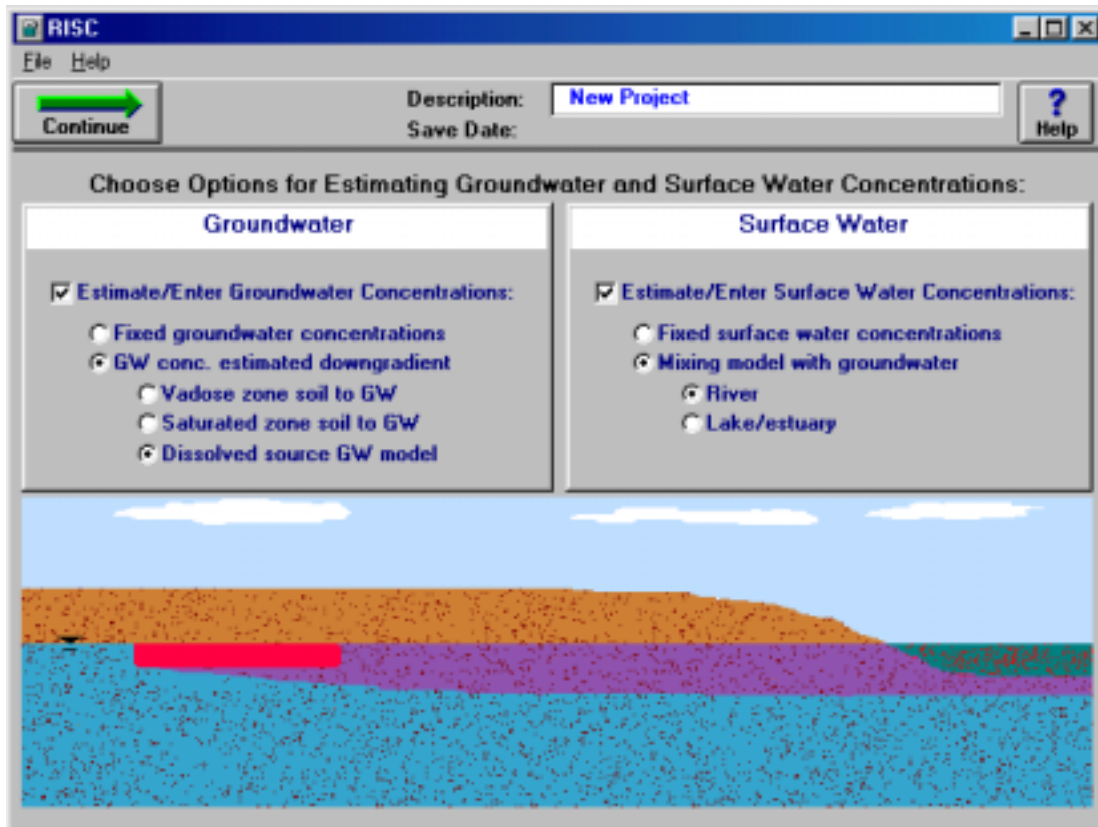 RISC
File Help
Continue
Description: New Project
Save Date:
? Help
Choose Options for Estimating Groundwater and Surface Water Concentrations:
Groundwater
Estimate/Enter Groundwater Concentrations:
Fixed groundwater concentrations
GW conc. estimated downgradient
Vadose zone soil to GW
Saturated zone soil to GW
Dissolved source GW model
Surface Water
Estimate/Enter Surface Water Concentrations:
Fixed surface water concentrations
Mixing model with groundwater
River
Lake/estuary